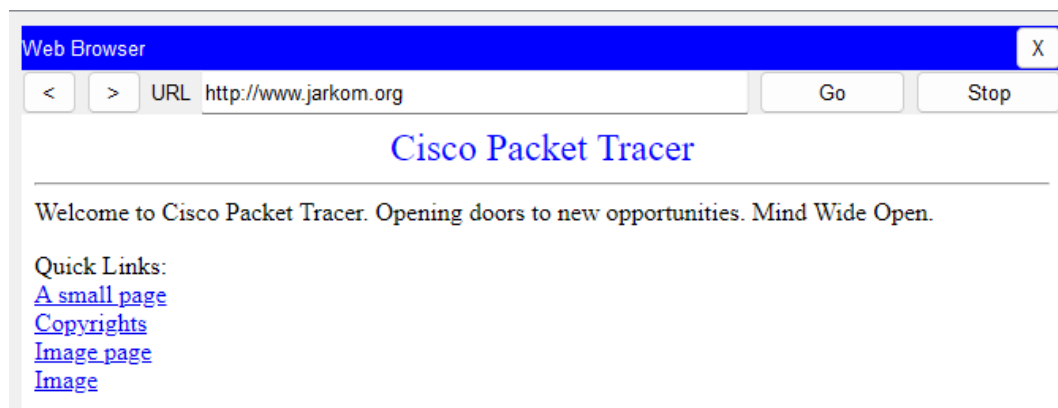 Web Browser X
< > URL http://www.jarkom.org Go Stop
Cisco Packet Tracer
Welcome to Cisco Packet Tracer. Opening doors to new opportunities. Mind Wide Open.
Quick Links:
A small page
Copyrights
Image page
Image